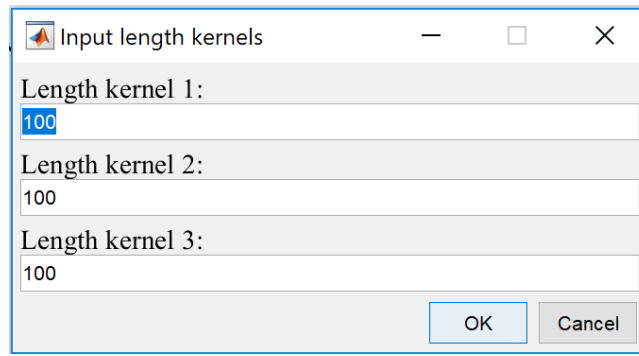 Input length kernels
Length kernel 1:
100
Length kernel 2:
100
Length kernel 3:
100
OK Cancel